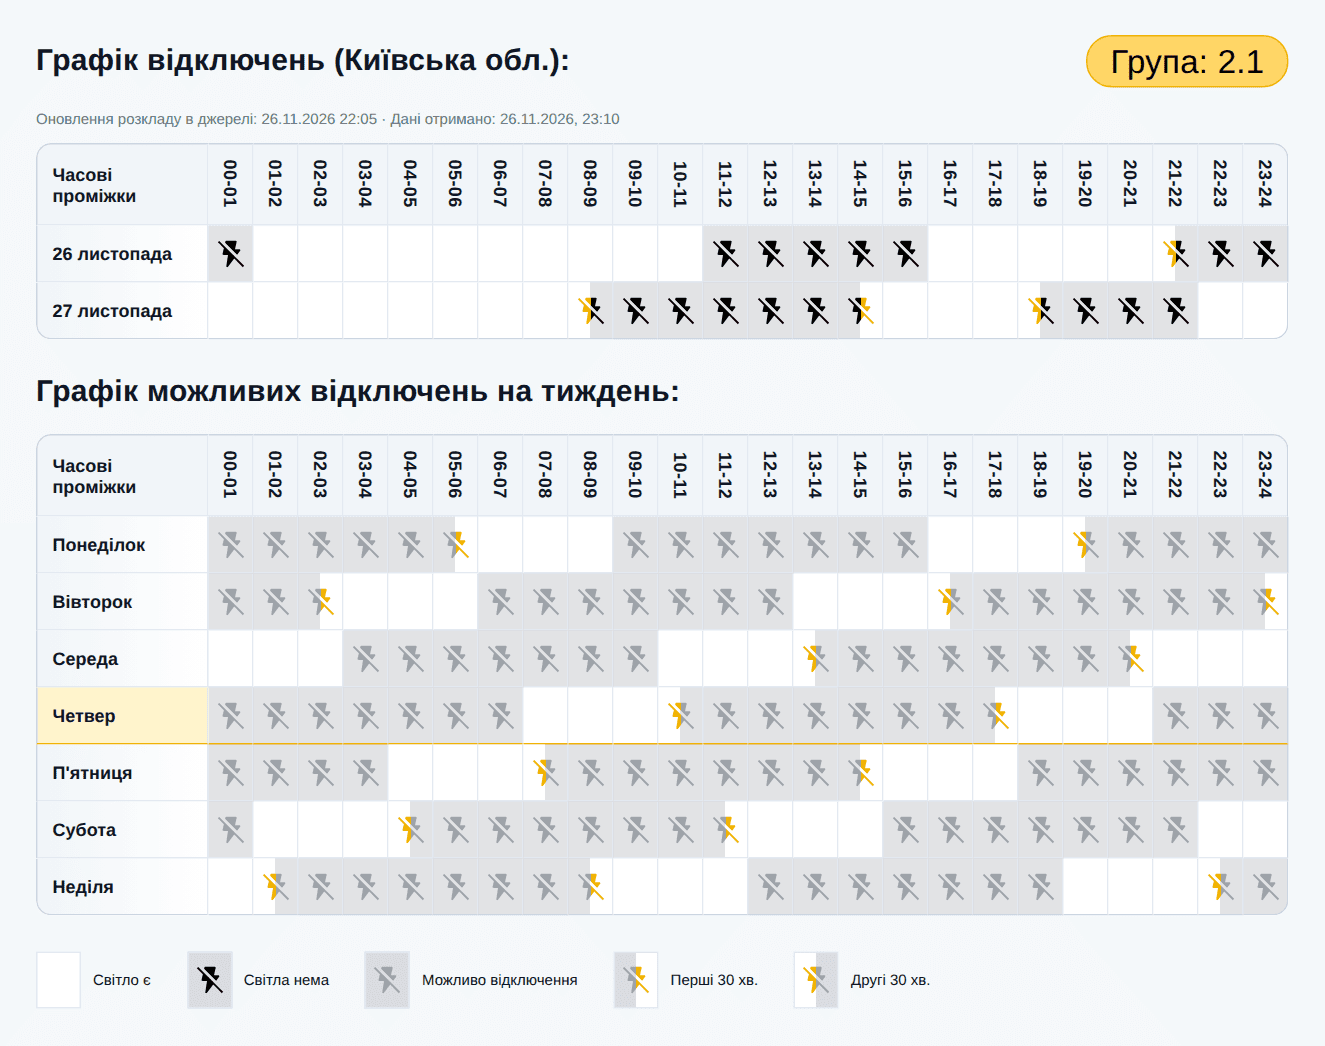 Графік відключень (Київська обл.):
Група: 2.1
Оновлення розкладу в джерелі: 26.11.2026 22:05 · Дані отримано: 26.11.2026, 23:10
Часові проміжки 00-01 01-02 02-03 03-04 04-05 05-06 06-07 07-08 08-09 09-10 10-11 11-12 12-13 13-14 14-15 15-16 16-17 17-18 18-19 19-20 20-21 21-22 22-23 23-24
26 листопада
27 листопада
Графік можливих відключень на тиждень:
Часові проміжки 00-01 01-02 02-03 03-04 04-05 05-06 06-07 07-08 08-09 09-10 10-11 11-12 12-13 13-14 14-15 15-16 16-17 17-18 18-19 19-20 20-21 21-22 22-23 23-24
Понеділок
Вівторок
Середа
Четвер
П'ятниця
Субота
Неділя
Світло є Світла нема Можливо відключення Перші 30 хв. Другі 30 хв.